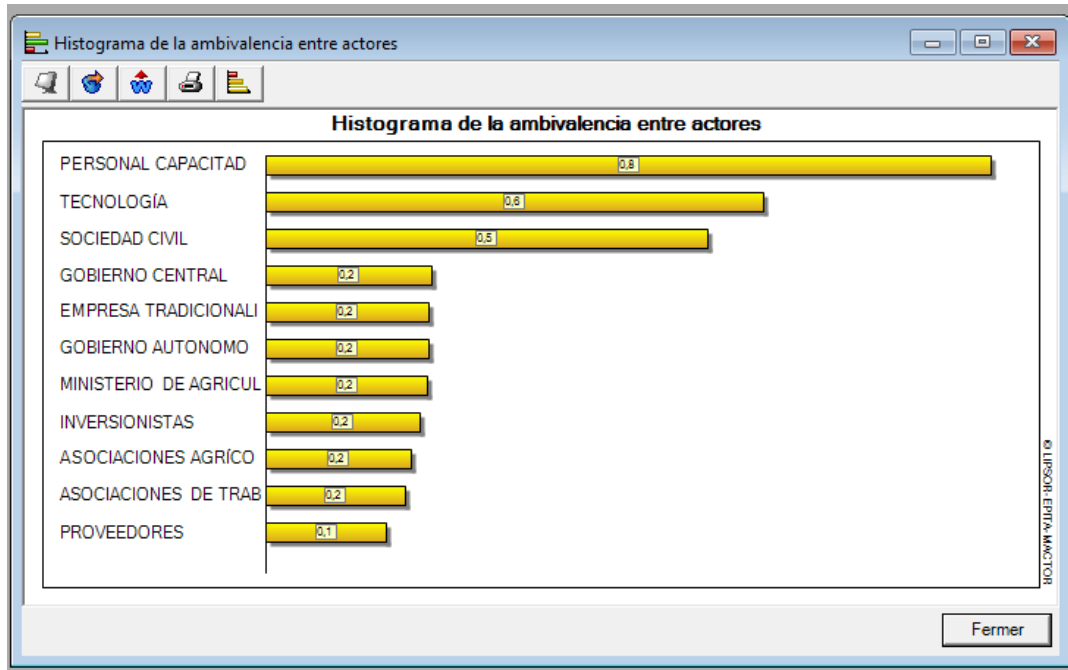 Histograma de la ambivalencia entre actores
Histograma de la ambivalencia entre actores
PERSONAL CAPACITAD 0,8
TECNOLOGÍA 0,6
SOCIEDAD CIVIL 0,5
GOBIERNO CENTRAL 0,2
EMPRESA TRADICIONALI 0,2
GOBIERNO AUTONOMO 0,2
MINISTERIO DE AGRICUL 0,2
INVERSIONISTAS 0,2
ASOCIACIONES AGRÍCO 0,2
ASOCIACIONES DE TRAB 0,2
PROVEEDORES 0,1
© LIPSOR-EPITA-MACTOR
Fermer